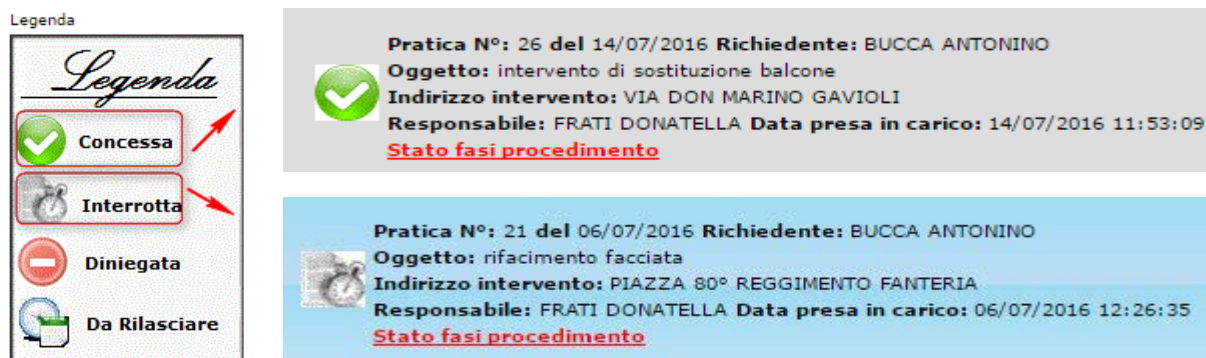 Legenda
Legenda
Concessa
Interrotta
Diniegata
Da Rilasciare
Pratica N°: 26 del 14/07/2016 Richiedente: BUCCA ANTONINO
Oggetto: intervento di sostituzione balcone
Indirizzo intervento: VIA DON MARINO GAVIOLI
Responsabile: FRATI DONATELLA Data presa in carico: 14/07/2016 11:53:09
Stato fasi procedimento
Pratica N°: 21 del 06/07/2016 Richiedente: BUCCA ANTONINO
Oggetto: rifacimento facciata
Indirizzo intervento: PIAZZA 80° REGGIMENTO FANTERIA
Responsabile: FRATI DONATELLA Data presa in carico: 06/07/2016 12:26:35
Stato fasi procedimento